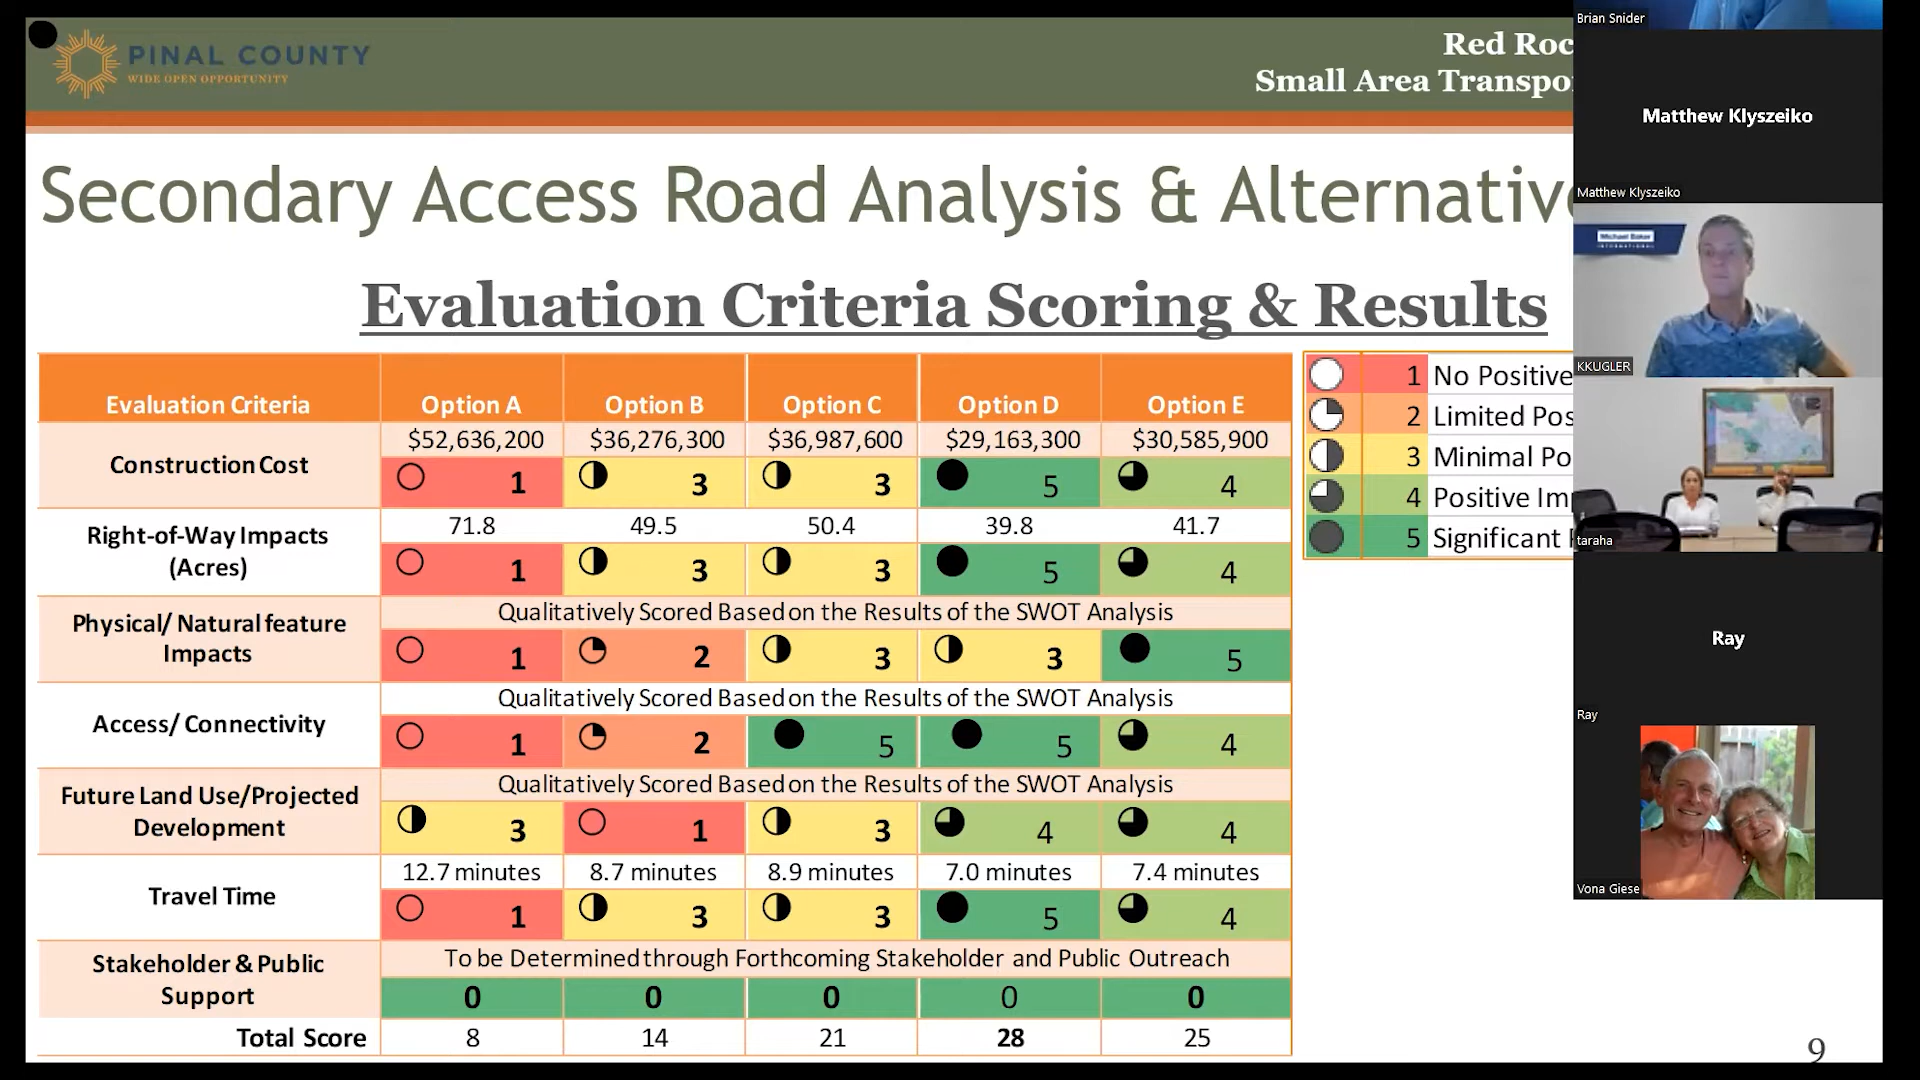 PINAL COUNTY
WIDE OPEN OPPORTUNITY
Red Roc
Small Area Transpo
Secondary Access Road Analysis & Alternativ
Evaluation Criteria Scoring & Results
Evaluation Criteria Option A Option B Option C Option D Option E
Construction Cost
$52,636,200 $36,276,300 $36,987,600 $29,163,300 $30,585,900
1 3 3 5 4
Right-of-Way Impacts
(Acres)
71.8 49.5 50.4 39.8 41.7
1 3 3 5 4
Physical/ Natural feature
Impacts
Qualitatively Scored Based on the Results of the SWOT Analysis
1 2 3 3 5
Access/ Connectivity
Qualitatively Scored Based on the Results of the SWOT Analysis
1 2 5 5 4
Future Land Use/Projected
Development
Qualitatively Scored Based on the Results of the SWOT Analysis
3 1 3 4 4
Travel Time
12.7 minutes 8.7 minutes 8.9 minutes 7.0 minutes 7.4 minutes
1 3 3 5 4
Stakeholder & Public
Support
To be Determined through Forthcoming Stakeholder and Public Outreach
0 0 0 0 0
Total Score 8 14 21 28 25
1 No Positive
2 Limited Pos
3 Minimal Po
4 Positive Im
5 Significant
9
Brian Snider
Matthew Klyszeiko
Matthew Klyszeiko
Michael Baker
INTERNATIONAL
KKUGLER
taraha
Ray
Ray
Vona Giese